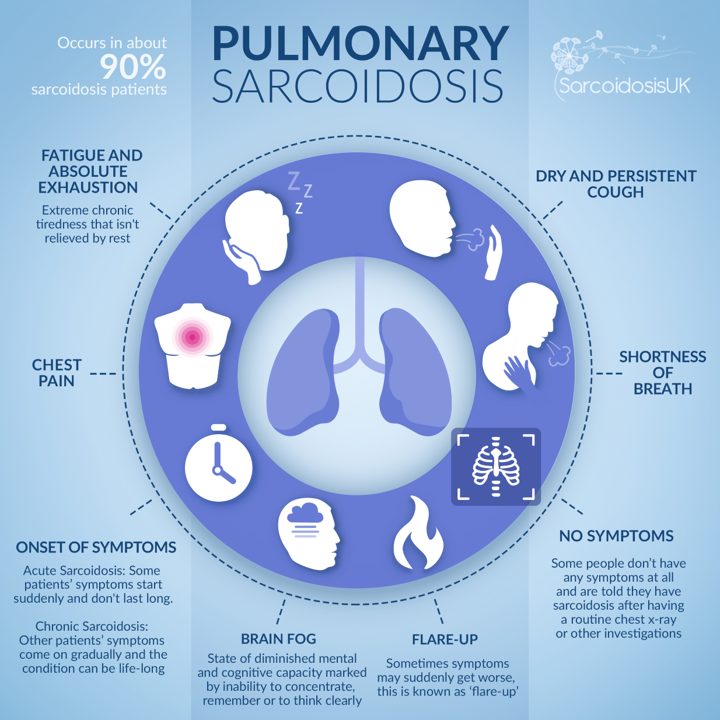 Occurs in about
90%
sarcoidosis patients
PULMONARY
SARCOIDOSIS
SarcoidosisUK
FATIGUE AND
ABSOLUTE
EXHAUSTION
Extreme chronic
tiredness that isn't
relieved by rest
Z
Z
Z
DRY AND PERSISTENT
COUGH
CHEST
PAIN
SHORTNESS
OF
BREATH
ONSET OF SYMPTOMS
Acute Sarcoidosis: Some
patients' symptoms start
suddenly and don't last long.
Chronic Sarcoidosis:
Other patients' symptoms
come on gradually and the
condition can be life-long
BRAIN FOG
State of diminished mental
and cognitive capacity marked
by inability to concentrate,
remember or to think clearly
FLARE-UP
Sometimes symptoms
may suddenly get worse,
this is known as 'flare-up'
NO SYMPTOMS
Some people don't have
any symptoms at all
and are told they have
sarcoidosis after having
a routine chest x-ray
or other investigations